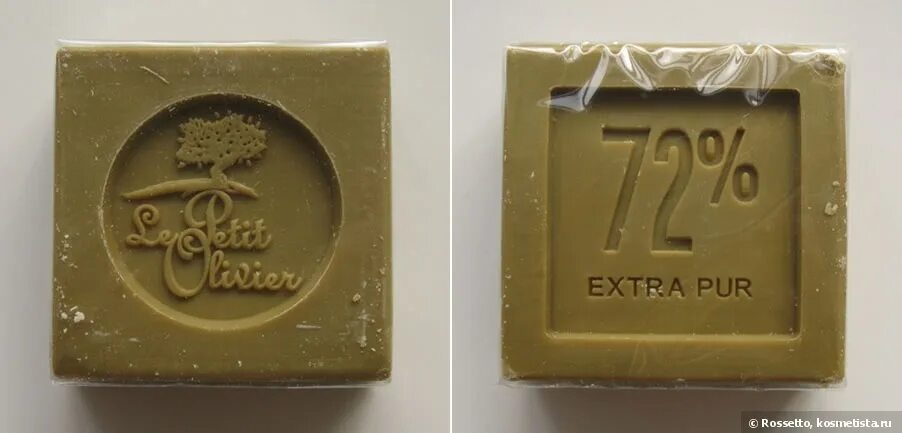 Le Petit
Olivier
72%
EXTRA PUR
© Rossetto, kosmetista.ru